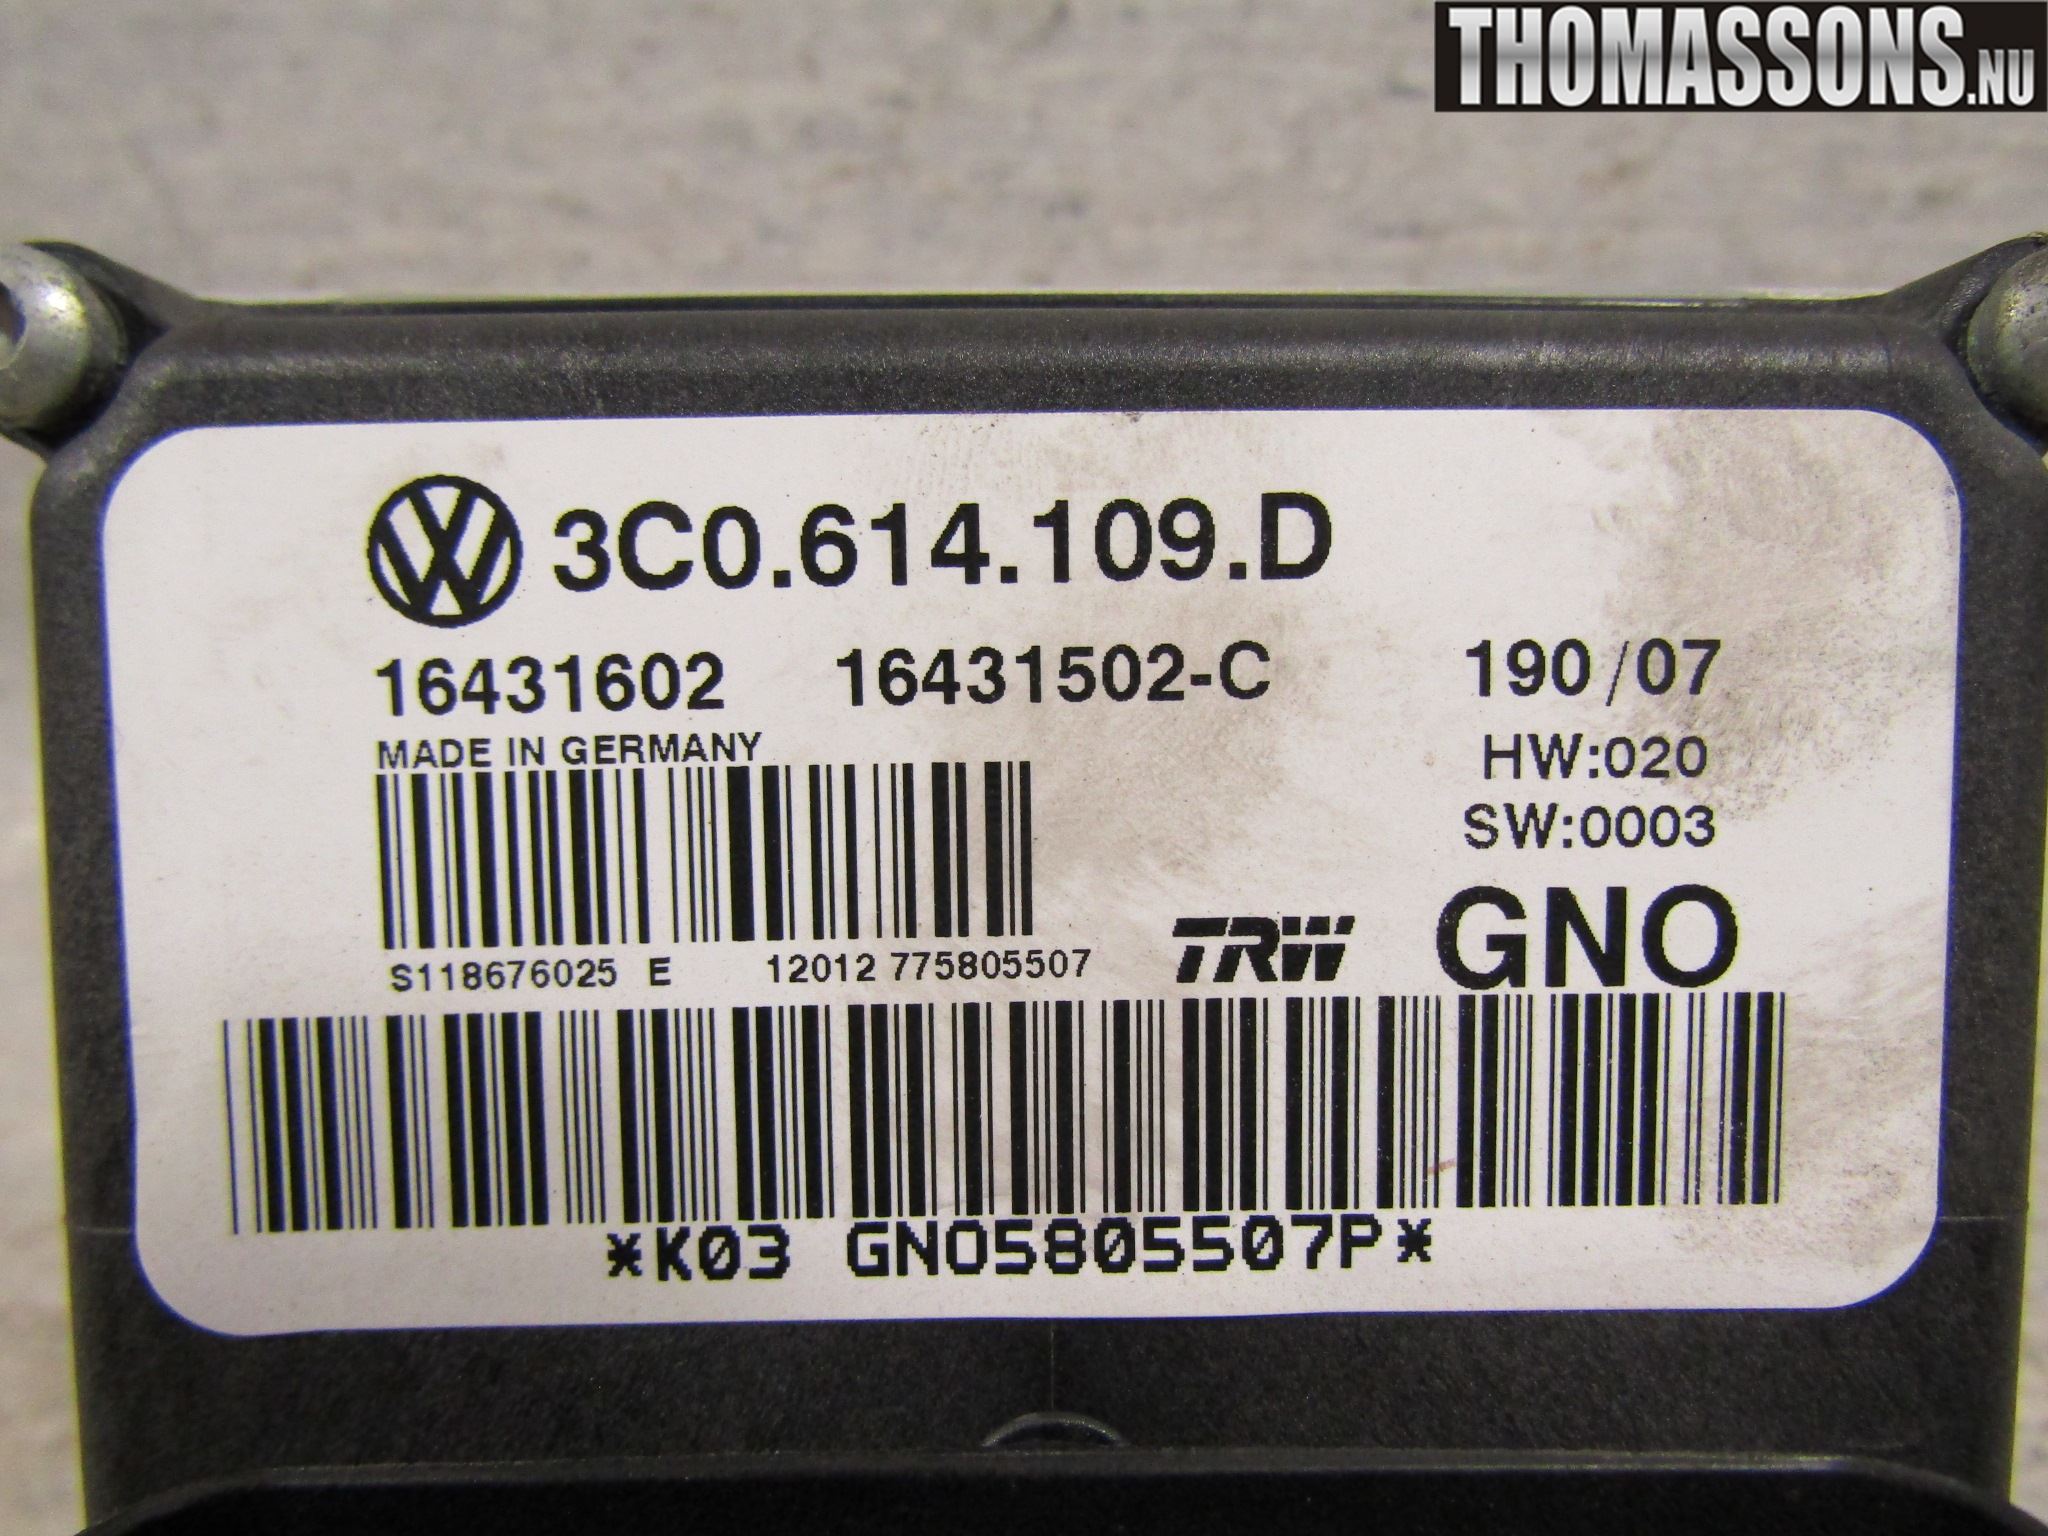 THOMASSONS.NU
3C0.614.109.D
16431602 16431502-C 190/07
MADE IN GERMANY
HW:020
SW:0003
S118676025 E 12012 775805507
TRW GNO
*K03 GNO5805507P*